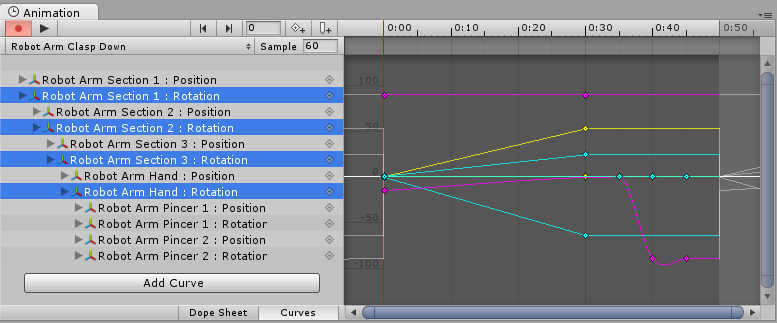 Animation
0
0:00 0:10 0:20 0:30 0:40 0:50
Robot Arm Clasp Down
Sample 60
Robot Arm Section 1 : Position
Robot Arm Section 1 : Rotation
Robot Arm Section 2 : Position
Robot Arm Section 2 : Rotation
Robot Arm Section 3 : Position
Robot Arm Section 3 : Rotation
Robot Arm Hand : Position
Robot Arm Hand : Rotation
Robot Arm Pincer 1 : Position
Robot Arm Pincer 1 : Rotation
Robot Arm Pincer 2 : Position
Robot Arm Pincer 2 : Rotation
100
50
0
-50
-100
Add Curve
Dope Sheet
Curves